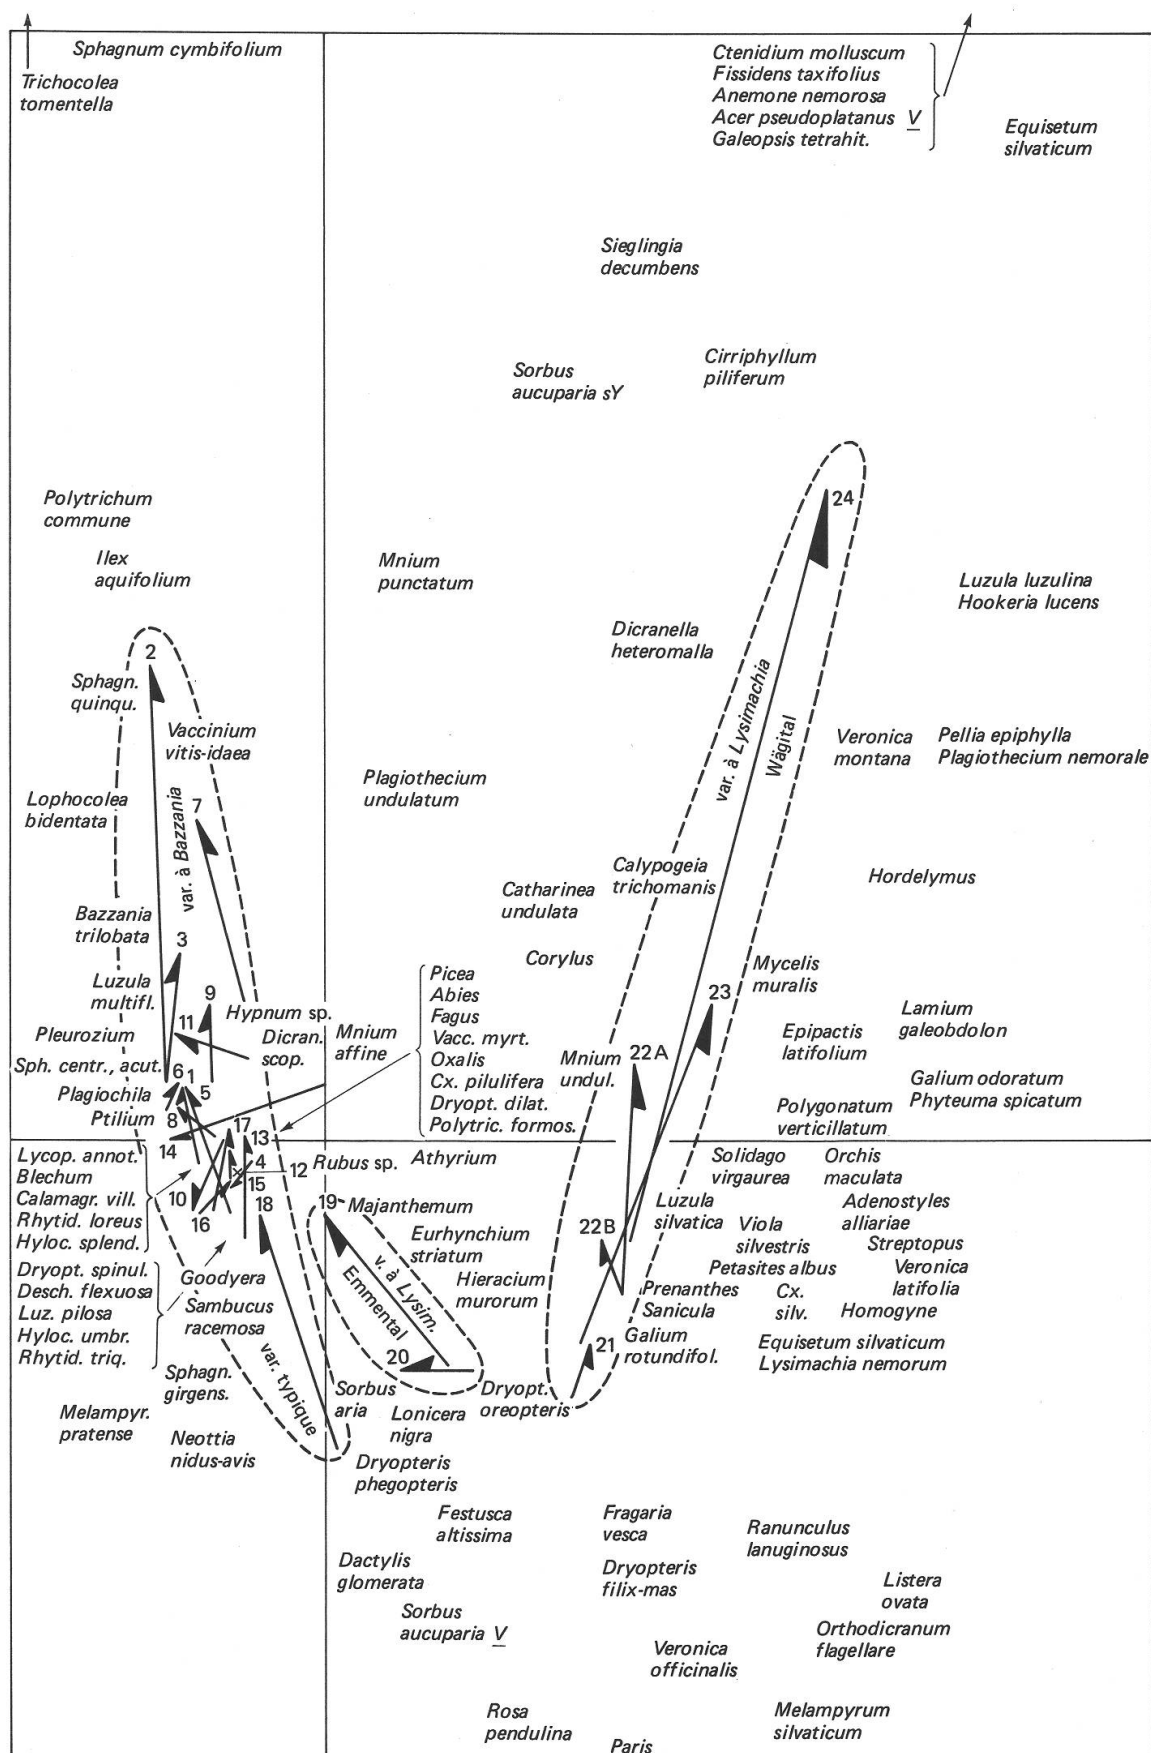 Sphagnum cymbifolium
Trichocolea
tomentella
Ctenidium molluscum
Fissidens taxifolius
Anemone nemorosa
Acer pseudoplatanus V
Galeopsis tetrahit.
Equisetum
silvaticum
Sieglingia
decumbens
Sorbus
aucuparia sY
Cirriphyllum
piliferum
Polytrichum
commune
Ilex
aquifolium
Mnium
punctatum
24
Luzula luzulina
Hookeria lucens
Dicranella
heteromalla
2
Sphagn.
quinqu.
Vaccinium
vitis-idaea
var. à Lysimachia
Wägital
Veronica
montana
Pellia epiphylla
Plagiothecium nemorale
Plagiothecium
undulatum
Lophocolea
bidentata
7
var. à Bazzania
Calypogeia
trichomanis
Catharinea
undulata
Hordelymus
Bazzania
trilobata
3
Corylus
Mycelis
muralis
Luzula
multifl.
9
Hypnum sp.
11
Pleurozium
Dicran.
scop.
Mnium
affine
Picea
Abies
Fagus
Vacc. myrt.
Oxalis
Cx. pilulifera
Dryopt. dilat.
Polytric. formos.
23
Lamium
galeobdolon
Epipactis
latifolium
22A
Mnium
undul.
Sph. centr., acut.
6
1
5
Plagiochila
Ptilium
8
Galium odoratum
Phyteuma spicatum
Polygonatum
verticillatum
14
17
13
4
15
12
Rubus sp.
Athyrium
Lycop. annot.
Blechum
Calamagr. vill.
Rhytid. loreus
Hyloc. splend.
10
16
18
19
Majanthemum
Solidago
virgaurea
Orchis
maculata
Luzula
silvatica
Adenostyles
alliariae
22B
Viola
silvestris
Streptopus
Eurhynchium
striatum
Petasites albus
Veronica
latifolia
Dryopt. spinul.
Desch. flexuosa
Luz. pilosa
Hyloc. umbr.
Rhytid. triq.
Goodyera
Sambucus
racemosa
v. à Lysim.
Emmental
Hieracium
murorum
Prenanthes
Sanicula
Cx.
silv.
Homogyne
20
21
Galium
rotundifol.
Equisetum silvaticum
Lysimachia nemorum
Sphagn.
girgens.
var. typique
Sorbus
aria
Dryopt.
oreopteris
Lonicera
nigra
Melampyr.
pratense
Neottia
nidus-avis
Dryopteris
phegopteris
Festusca
altissima
Fragaria
vesca
Ranunculus
lanuginosus
Dactylis
glomerata
Dryopteris
filix-mas
Listera
ovata
Sorbus
aucuparia V
Orthodicranum
flagellare
Veronica
officinalis
Rosa
pendulina
Melampyrum
silvaticum
Paris